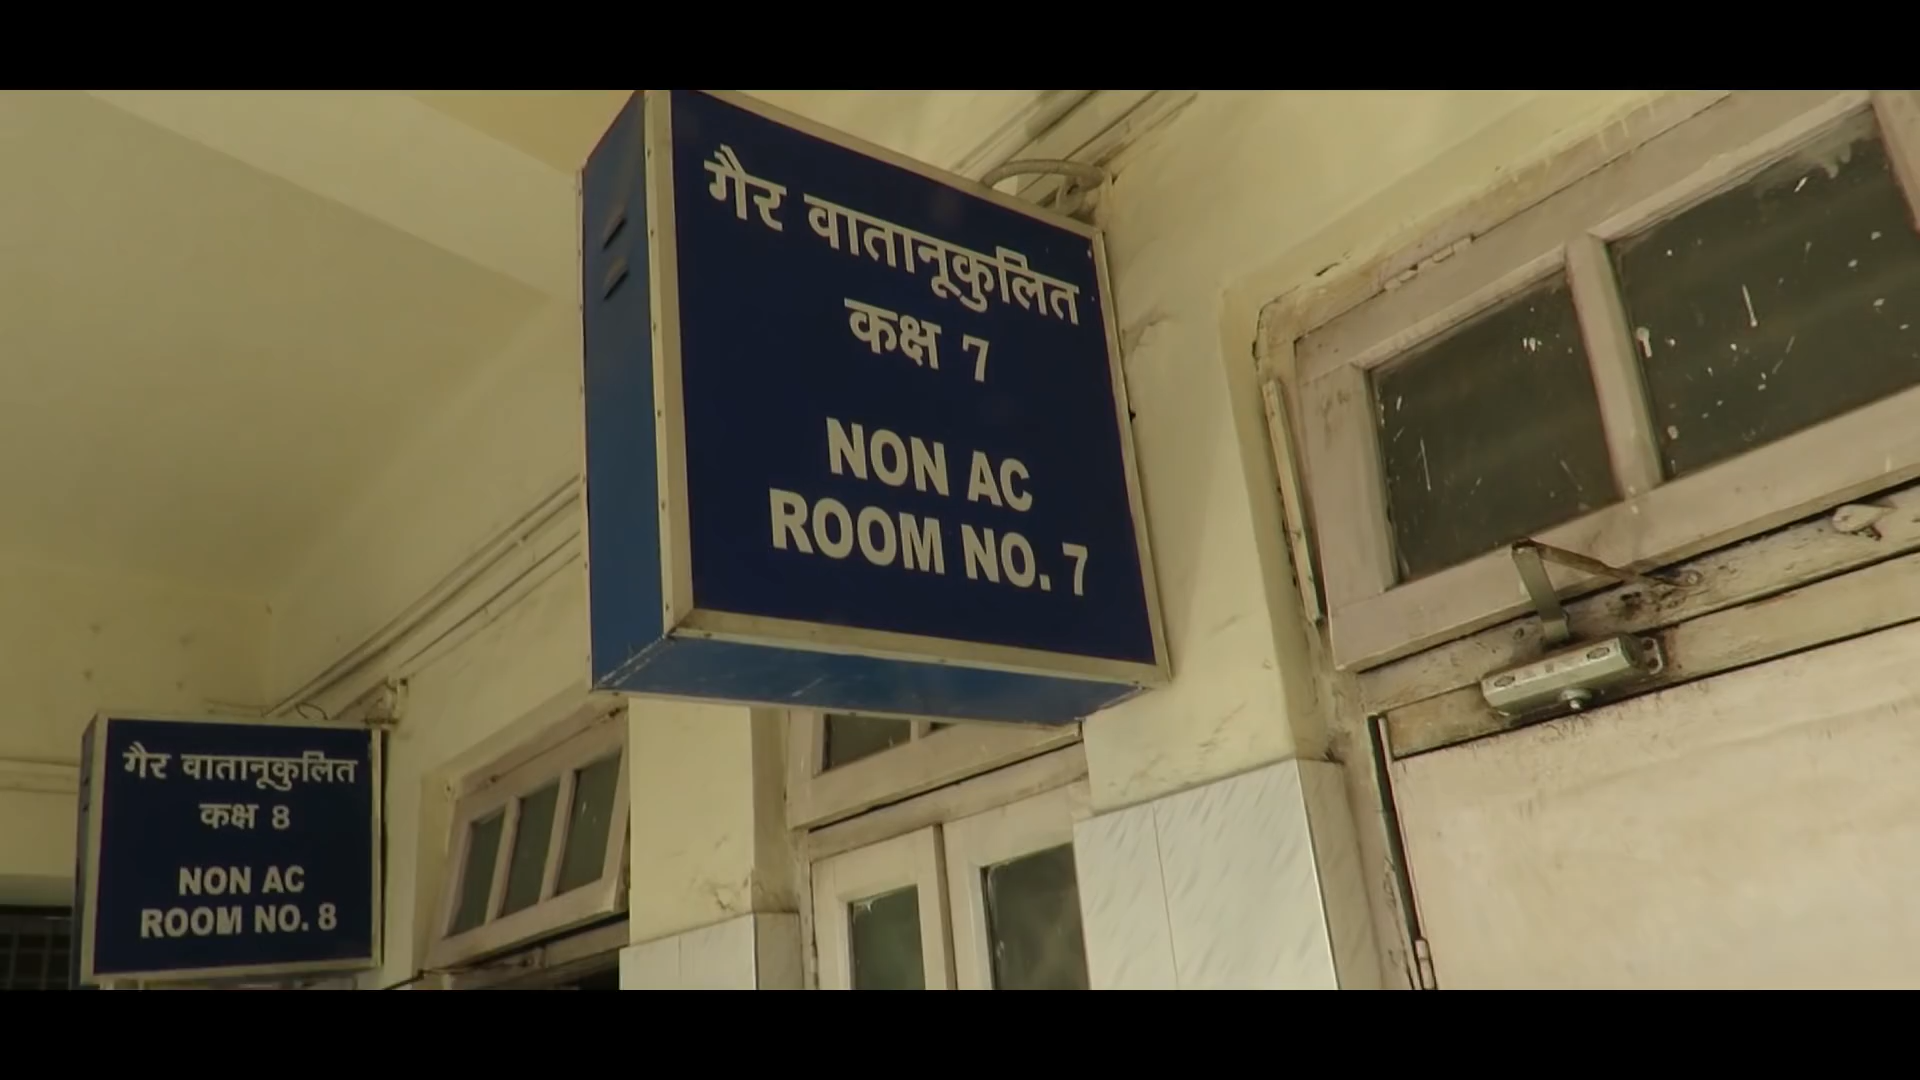 गैर वातानूकुलित
कक्ष 7
NON AC
ROOM NO. 7
गैर वातानूकुलित
कक्ष 8
NON AC
ROOM NO. 8